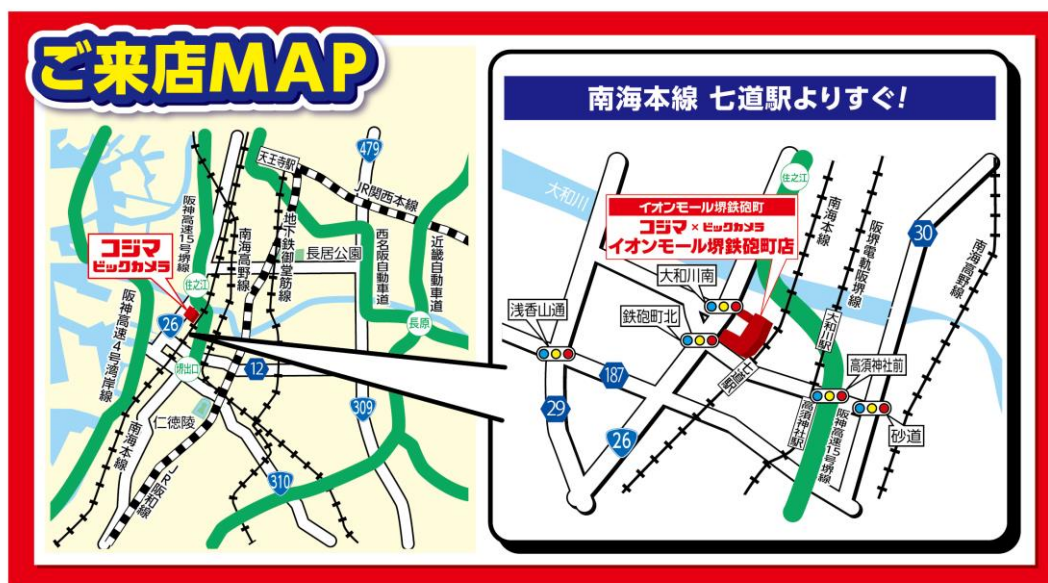 ご来店MAP
天王寺駅
479
JR関西本線
阪神高速15号堺線
南海高野線
地下鉄御堂筋線
長居公園
西名阪自動車道
近畿自動車道
コジマ
ビックカメラ
住之江
長原
26
阪神高速4号湾岸線
堺出口
12
仁徳陵
309
南海本線
JR阪和線
310
南海本線 七道駅よりすぐ!
住之江
大和川
南海本線
阪堺電軌阪堺線
30
南海高野線
イオンモール堺鉄砲町
コジマ×ビックカメラ
イオンモール堺鉄砲町店
大和川南
浅香山通
鉄砲町北
大和川駅
七道駅
高須神社前
187
29
26
高須神社駅
阪神高速15号堺線
砂道